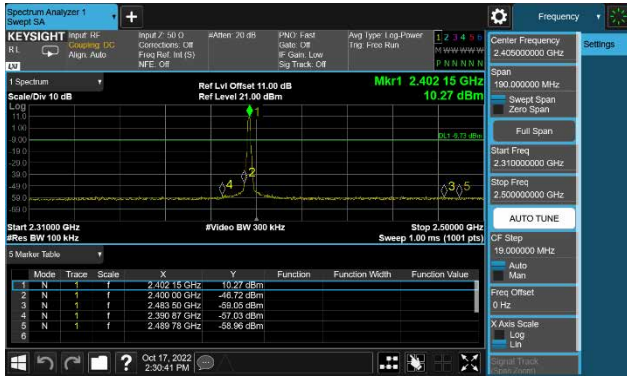 Spectrum Analyzer 1
Swept SA
+
Frequency
KEYSIGHT
Input: RF
Coupling: DC
Align: Auto
Input Z: 50 Ω
Corrections: Off
Freq Ref: Int (S)
NFE: Off
#Atten: 20 dB
PNO: Fast
Gate: Off
IF Gain: Low
Sig Track: Off
Avg Type: Log-Power
Trig: Free Run
1 2 3 4 5 6
M W W W W W
P N N N N N
RL
LXI
1 Spectrum
Scale/Div 10 dB
Ref Lvl Offset 11.00 dB
Ref Level 21.00 dBm
Mkr1 2.402 15 GHz
10.27 dBm
Log
11.0
1.00
-9.00
-19.0
-29.0
-39.0
-49.0
-59.0
-69.0
DL1 -9.73 dBm
1
2
4
3
5
Start 2.31000 GHz
#Res BW 100 kHz
#Video BW 300 kHz
Stop 2.50000 GHz
Sweep 1.00 ms (1001 pts)
5 Marker Table
Mode Trace Scale X Y Function Function Width Function Value
1 N 1 f 2.402 15 GHz 10.27 dBm
2 N 1 f 2.400 00 GHz -46.72 dBm
3 N 1 f 2.483 50 GHz -59.05 dBm
4 N 1 f 2.390 87 GHz -57.03 dBm
5 N 1 f 2.489 78 GHz -58.96 dBm
6
?
Oct 17, 2022
2:30:41 PM
Center Frequency
2.405000000 GHz
Settings
Span
190.000000 MHz
Swept Span
Zero Span
Full Span
Start Freq
2.310000000 GHz
Stop Freq
2.500000000 GHz
AUTO TUNE
CF Step
19.000000 MHz
Auto
Man
Freq Offset
0 Hz
X Axis Scale
Log
Lin
Signal Track
(Span Zoom)